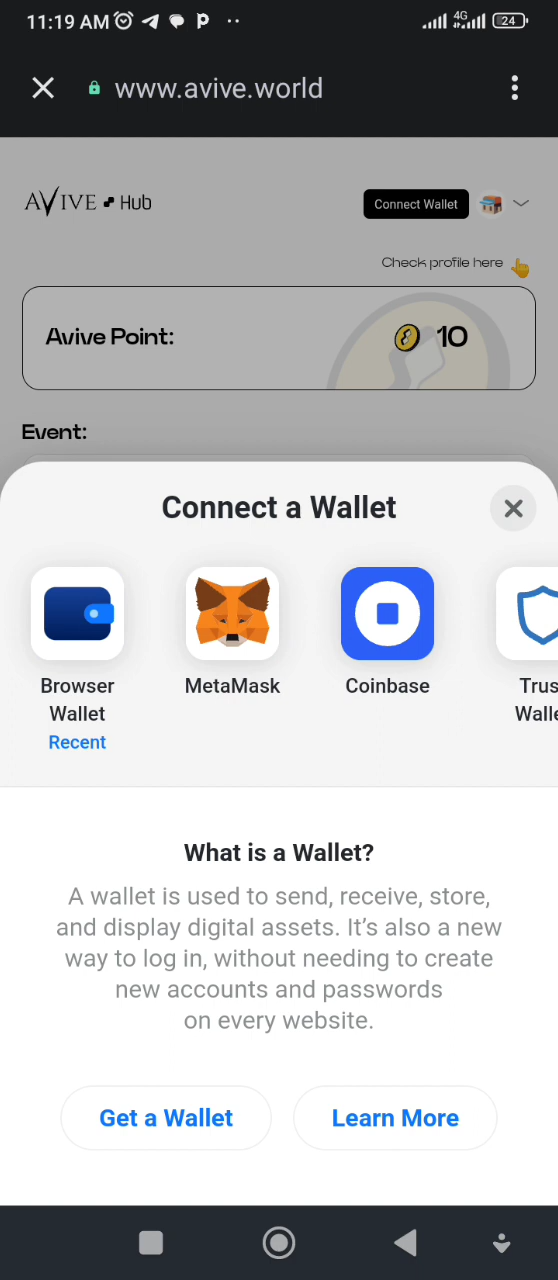 11:19 AM
4G
24
www.avive.world
AVIVE Hub
Connect Wallet
Check profile here
Avive Point:
10
Event:
Connect a Wallet
Browser
Wallet
Recent
MetaMask
Coinbase
Trus
Walle
What is a Wallet?
A wallet is used to send, receive, store,
and display digital assets. It’s also a new
way to log in, without needing to create
new accounts and passwords
on every website.
Get a Wallet
Learn More